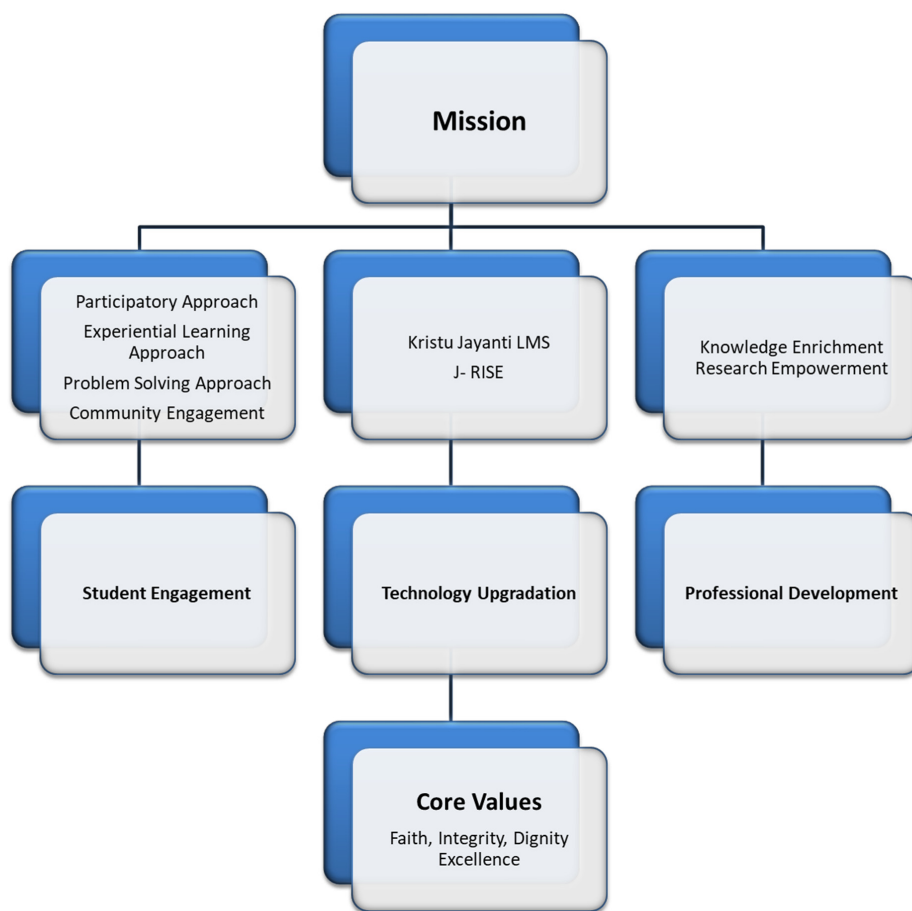 Mission
Participatory Approach
Experiential Learning
Approach
Problem Solving Approach
Community Engagement
Kristu Jayanti LMS
J- RISE
Knowledge Enrichment
Research Empowerment
Student Engagement
Technology Upgradation
Professional Development
Core Values
Faith, Integrity, Dignity
Excellence